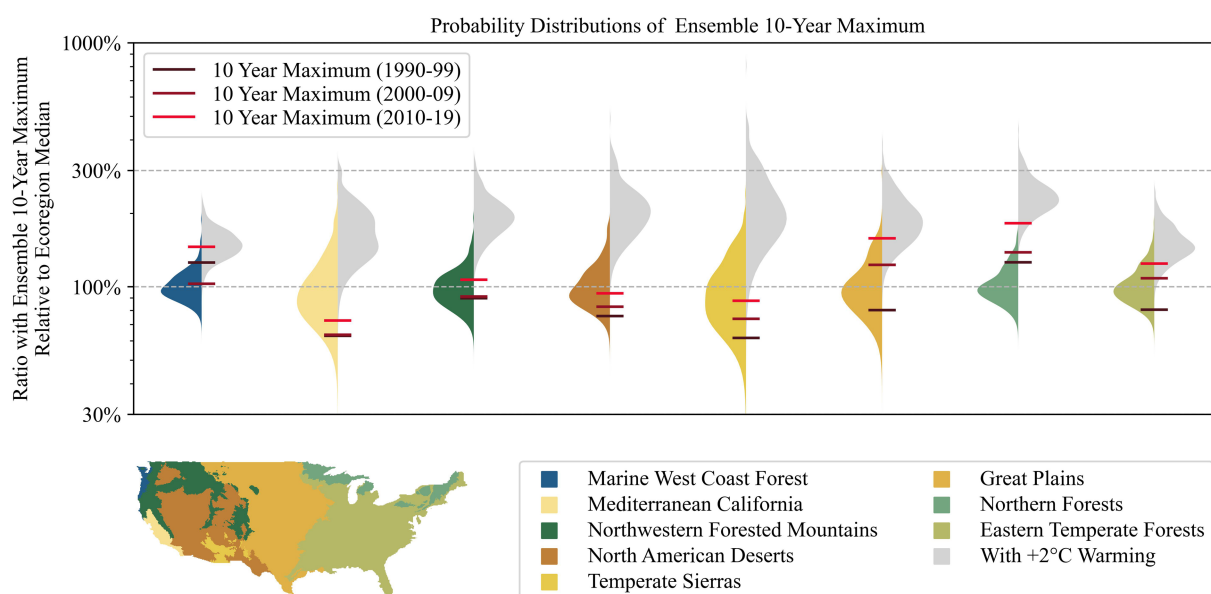 Probability Distributions of Ensemble 10-Year Maximum
Ratio with Ensemble 10-Year Maximum
Relative to Ecoregion Median
1000%
300%
100%
30%
10 Year Maximum (1990-99)
10 Year Maximum (2000-09)
10 Year Maximum (2010-19)
Marine West Coast Forest
Mediterranean California
Northwestern Forested Mountains
North American Deserts
Temperate Sierras
Great Plains
Northern Forests
Eastern Temperate Forests
With +2°C Warming